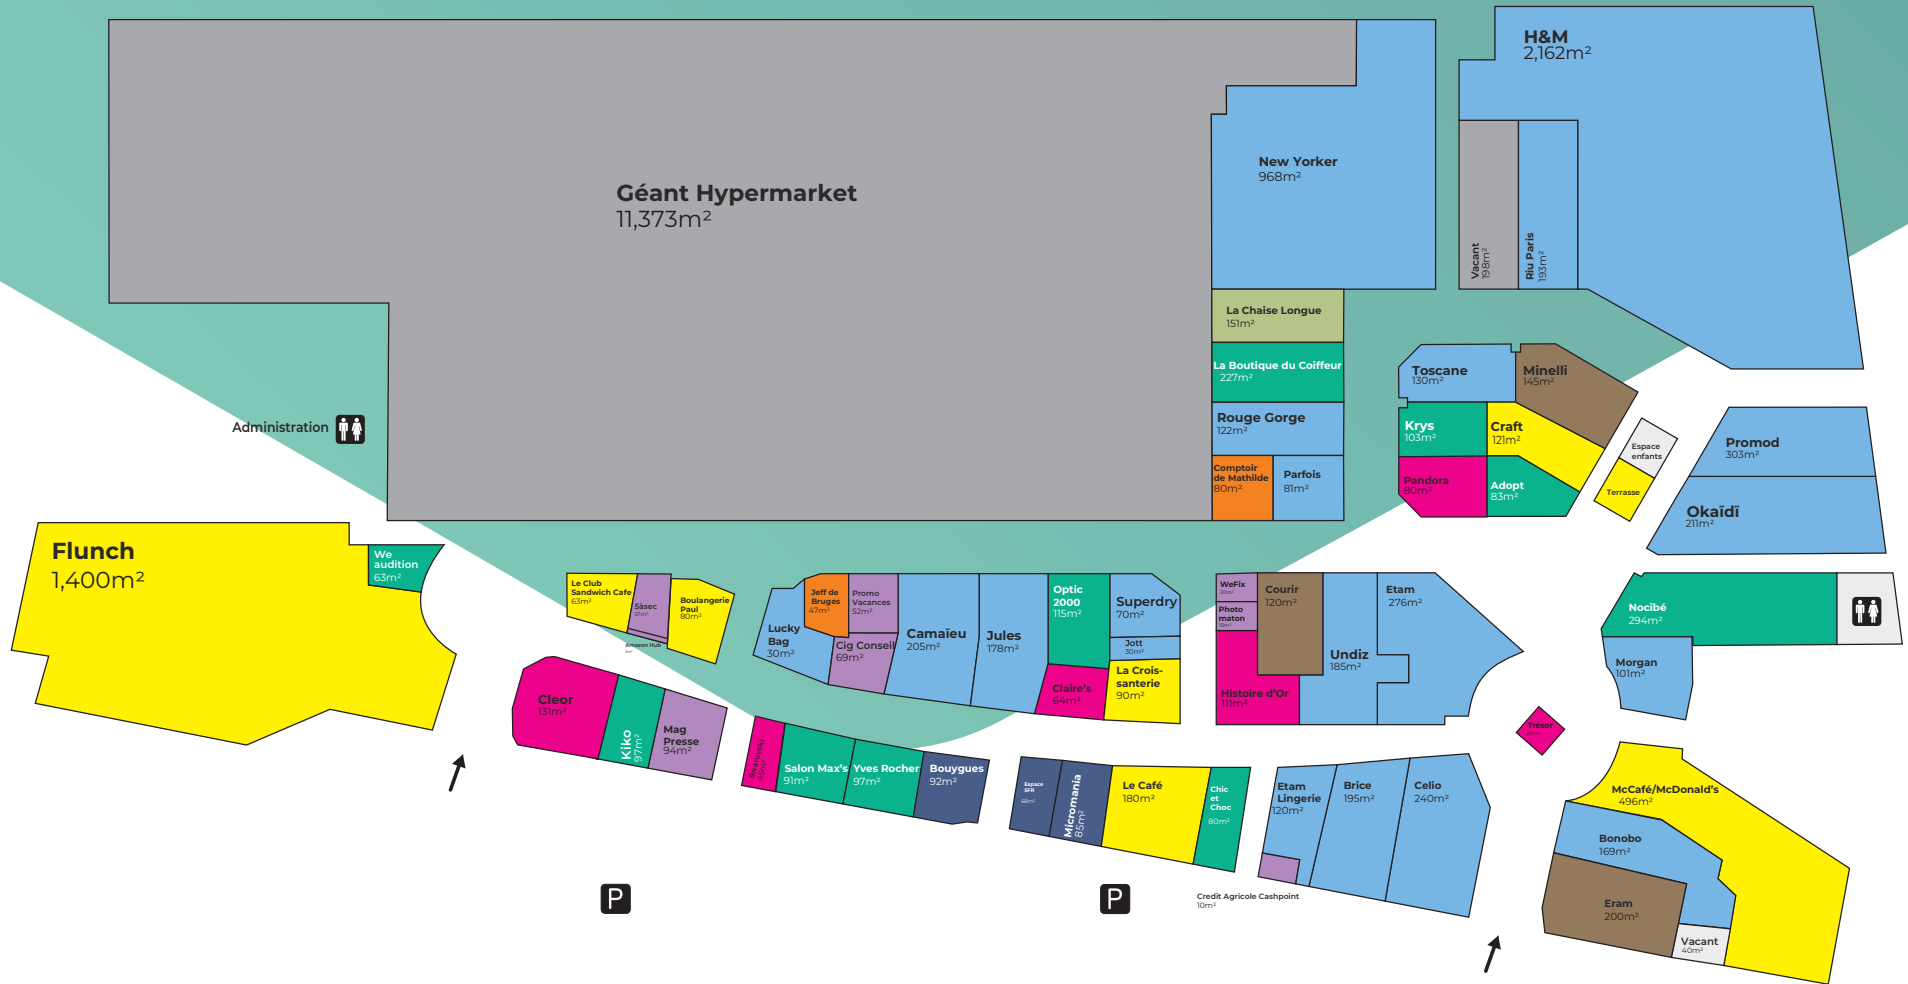 H&M
2,162m²
New Yorker
968m²
Géant Hypermarket
11,373m²
Vacant
198m²
Riu Paris
193m²
La Chaise Longue
151m²
La Boutique du Coiffeur
227m²
Rouge Gorge
122m²
Comptoir
de Mathilde
80m²
Parfois
81m²
Toscane
130m²
Minelli
145m²
Krys
103m²
Craft
121m²
Pandora
80m²
Adopt
83m²
Espace
enfants
Terrasse
Promod
303m²
Okaïdï
211m²
Administration
Flunch
1,400m²
We
audition
63m²
Le Club
Sandwich Cafe
63m²
Sàsec
57m²
Amazon Hub
Boulangerie
Paul
80m²
Lucky
Bag
30m²
Jeff de
Bruges
47m²
Promo
Vacances
52m²
Cig Conseil
69m²
Camaïeu
205m²
Jules
178m²
Optic
2000
115m²
Claire's
64m²
Superdry
70m²
Jott
30m²
La Crois-
santerie
90m²
WeFix
20m²
Photo
maton
15m²
Courir
120m²
Histoire d'Or
111m²
Undiz
185m²
Etam
276m²
Nocibé
294m²
Morgan
101m²
Cleor
131m²
Kiko
97m²
Mag
Presse
94m²
Swarovski
45m²
Salon Max's
91m²
Yves Rocher
97m²
Bouygues
92m²
Espace
SFR
68m²
Micromania
85m²
Le Café
180m²
Chic
et
Choc
80m²
Etam
Lingerie
120m²
Brice
195m²
Celio
240m²
Credit Agricole Cashpoint
10m²
Trésor
McCafé/McDonald's
496m²
Bonobo
169m²
Eram
200m²
Vacant
40m²
P
P